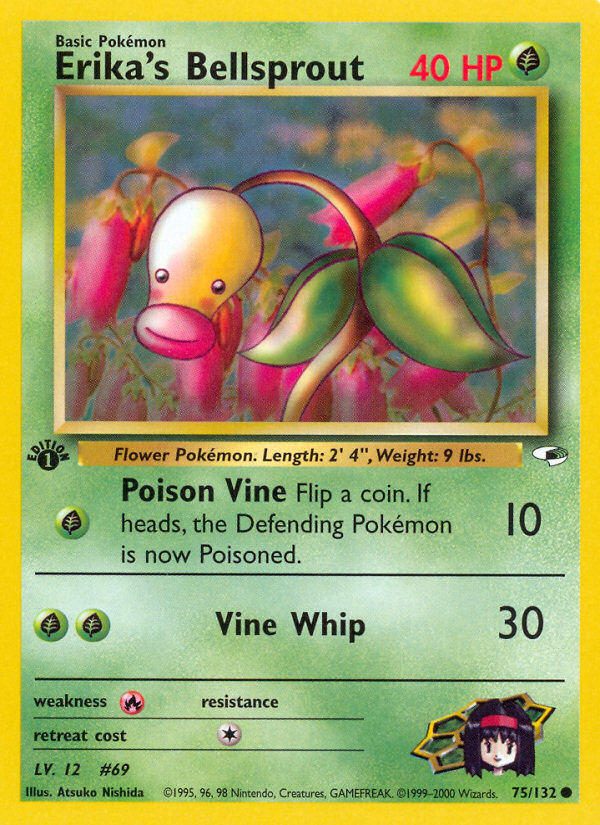 Basic Pokémon
Erika's Bellsprout 40 HP
EDITION
1
Flower Pokémon. Length: 2' 4", Weight: 9 lbs.
Poison Vine Flip a coin. If
heads, the Defending Pokémon
is now Poisoned.
10
Vine Whip 30
weakness resistance
retreat cost
LV. 12 #69
Illus. Atsuko Nishida ©1995, 96, 98 Nintendo, Creatures, GAMEFREAK. ©1999-2000 Wizards. 75/132